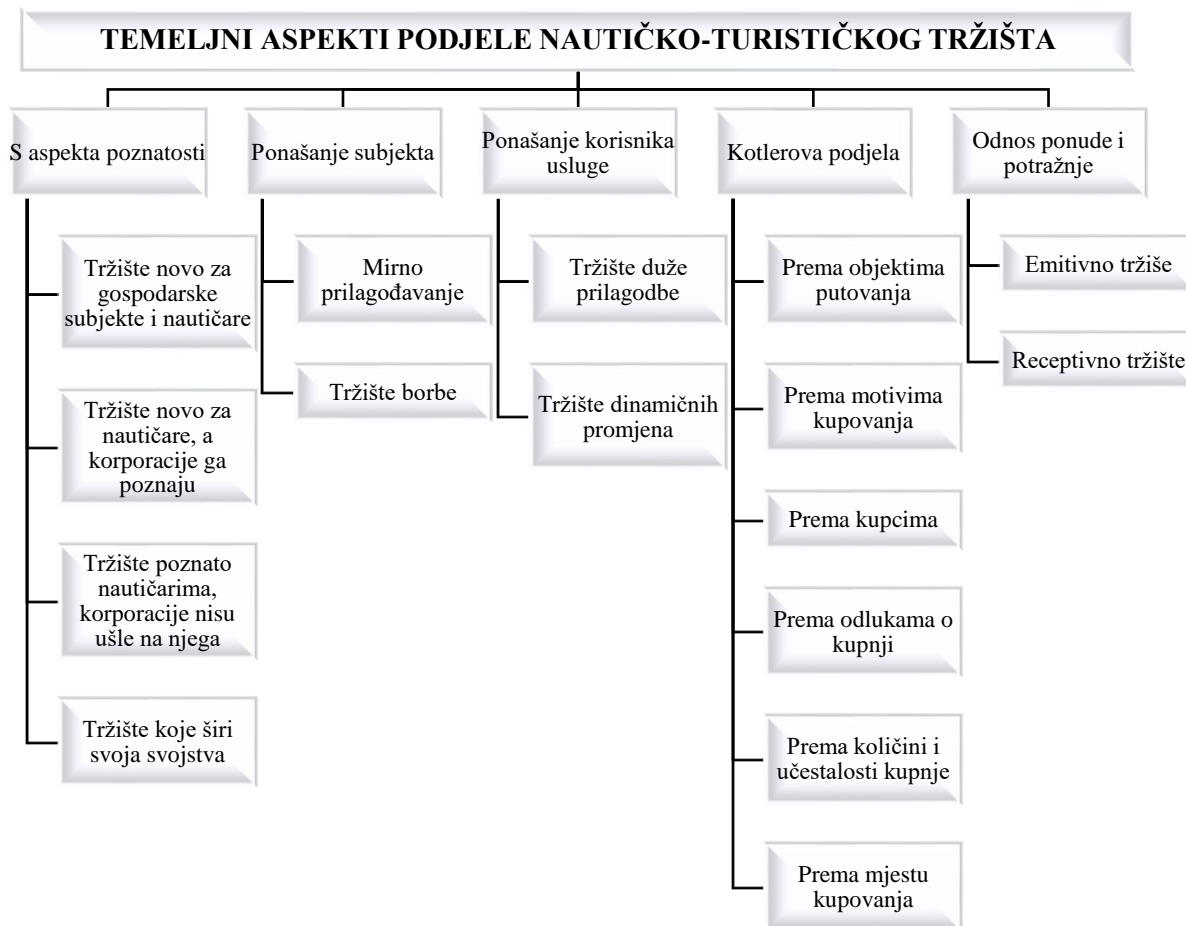 TEMELJNI ASPEKTI PODJELE NAUTIČKO-TURISTIČKOG TRŽIŠTA
S aspekta poznatosti
Tržište novo za
gospodarske
subjekte i nautičare
Tržište novo za
nautičare, a
korporacije ga
poznaju
Tržište poznato
nautičarima,
korporacije nisu
ušle na njega
Tržište koje širi
svoja svojstva
Ponašanje subjekta
Mirno
prilagođavanje
Tržište borbe
Ponašanje korisnika
usluge
Tržište duže
prilagodbe
Tržište dinamičnih
promjena
Kotlerova podjela
Prema objektima
putovanja
Prema motivima
kupovanja
Prema kupcima
Prema odlukama o
kupnji
Prema količini i
učestalosti kupnje
Prema mjestu
kupovanja
Odnos ponude i
potražnje
Emitivno tržiše
Receptivno tržište